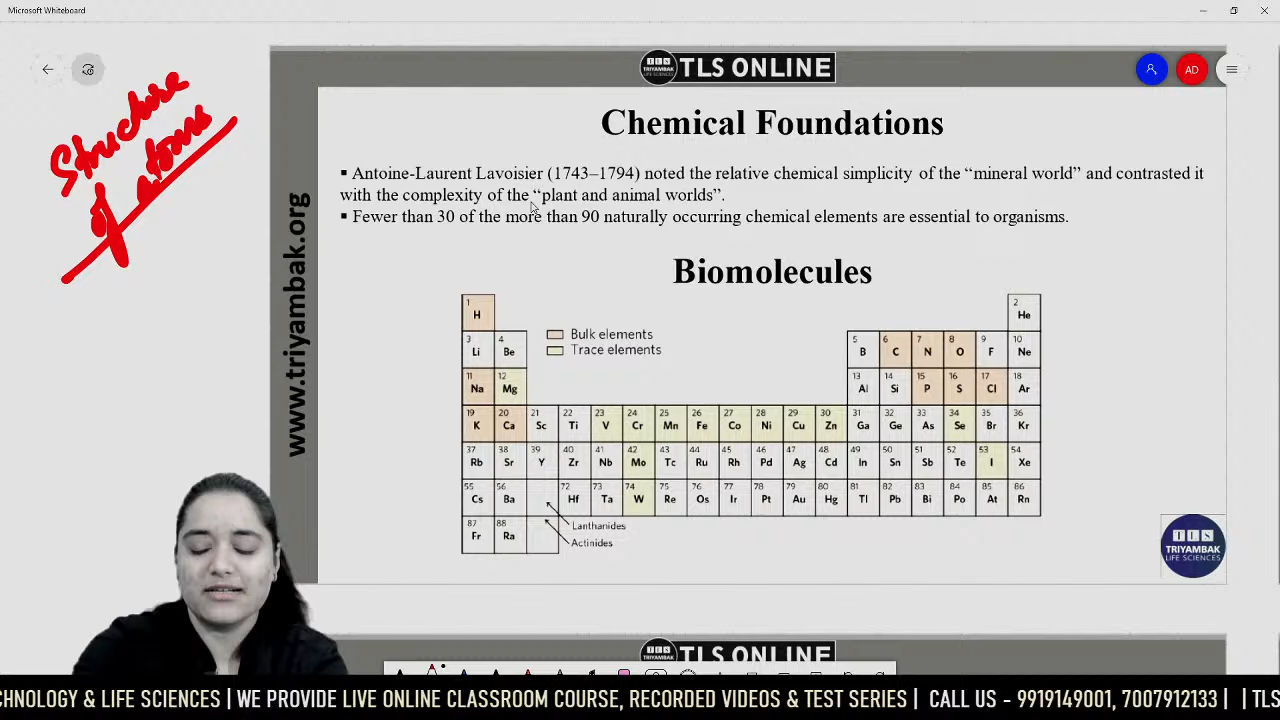 Microsoft Whiteboard
TLS ONLINE
TRIYAMBAK
LIFE SCIENCES
AD
Structure
of atoms
www.triyambak.org
Chemical Foundations
▪ Antoine-Laurent Lavoisier (1743–1794) noted the relative chemical simplicity of the “mineral world” and contrasted it
with the complexity of the “plant and animal worlds”.
▪ Fewer than 30 of the more than 90 naturally occurring chemical elements are essential to organisms.
Biomolecules
Bulk elements
Trace elements
1 H 2 He
3 Li 4 Be 5 B 6 C 7 N 8 O 9 F 10 Ne
11 Na 12 Mg 13 Al 14 Si 15 P 16 S 17 Cl 18 Ar
19 K 20 Ca 21 Sc 22 Ti 23 V 24 Cr 25 Mn 26 Fe 27 Co 28 Ni 29 Cu 30 Zn 31 Ga 32 Ge 33 As 34 Se 35 Br 36 Kr
37 Rb 38 Sr 39 Y 40 Zr 41 Nb 42 Mo 43 Tc 44 Ru 45 Rh 46 Pd 47 Ag 48 Cd 49 In 50 Sn 51 Sb 52 Te 53 I 54 Xe
55 Cs 56 Ba 72 Hf 73 Ta 74 W 75 Re 76 Os 77 Ir 78 Pt 79 Au 80 Hg 81 Tl 82 Pb 83 Bi 84 Po 85 At 86 Rn
87 Fr 88 Ra
Lanthanides
Actinides
TRIYAMBAK
LIFE SCIENCES
TLS ONLINE
CHNOLOGY & LIFE SCIENCES | WE PROVIDE LIVE ONLINE CLASSROOM COURSE, RECORDED VIDEOS & TEST SERIES | CALL US - 9919149001, 7007912133 | | TLS